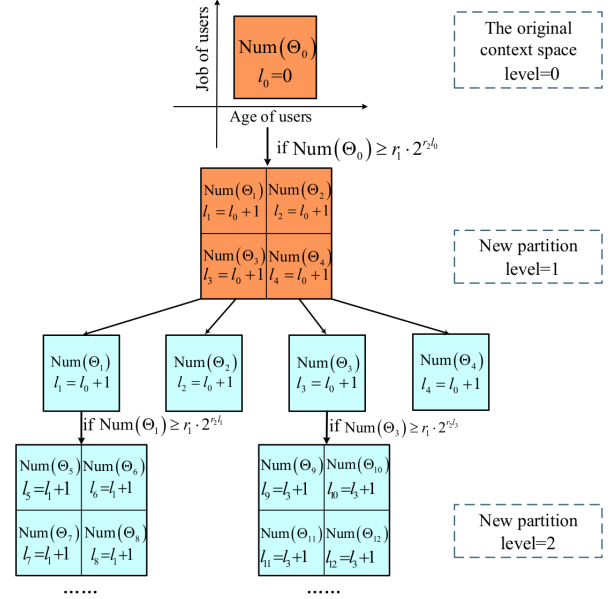 Job of users
Num(Θ₀)
l₀=0
Age of users
The original
context space
level=0
if Num(Θ₀) ≥ r₁·2^{r₂l₀}
Num(Θ₁) Num(Θ₂)
l₁ = l₀+1 l₂ = l₀+1
Num(Θ₃) Num(Θ₄)
l₃ = l₀+1 l₄ = l₀+1
New partition
level=1
Num(Θ₁)
l₁ = l₀+1
Num(Θ₂)
l₂ = l₀+1
Num(Θ₃)
l₃ = l₀+1
Num(Θ₄)
l₄ = l₀+1
if Num(Θ₁) ≥ r₁·2^{r₂l₁}
if Num(Θ₃) ≥ r₁·2^{r₂l₃}
Num(Θ₅) Num(Θ₆)
l₅=l₁+1 l₆=l₁+1
Num(Θ₇) Num(Θ₈)
l₇=l₁+1 l₈=l₁+1
Num(Θ₉) Num(Θ₁₀)
l₉=l₃+1 l₁₀=l₃+1
Num(Θ₁₁) Num(Θ₁₂)
l₁₁=l₃+1 l₁₂=l₃+1
New partition
level=2
......
......